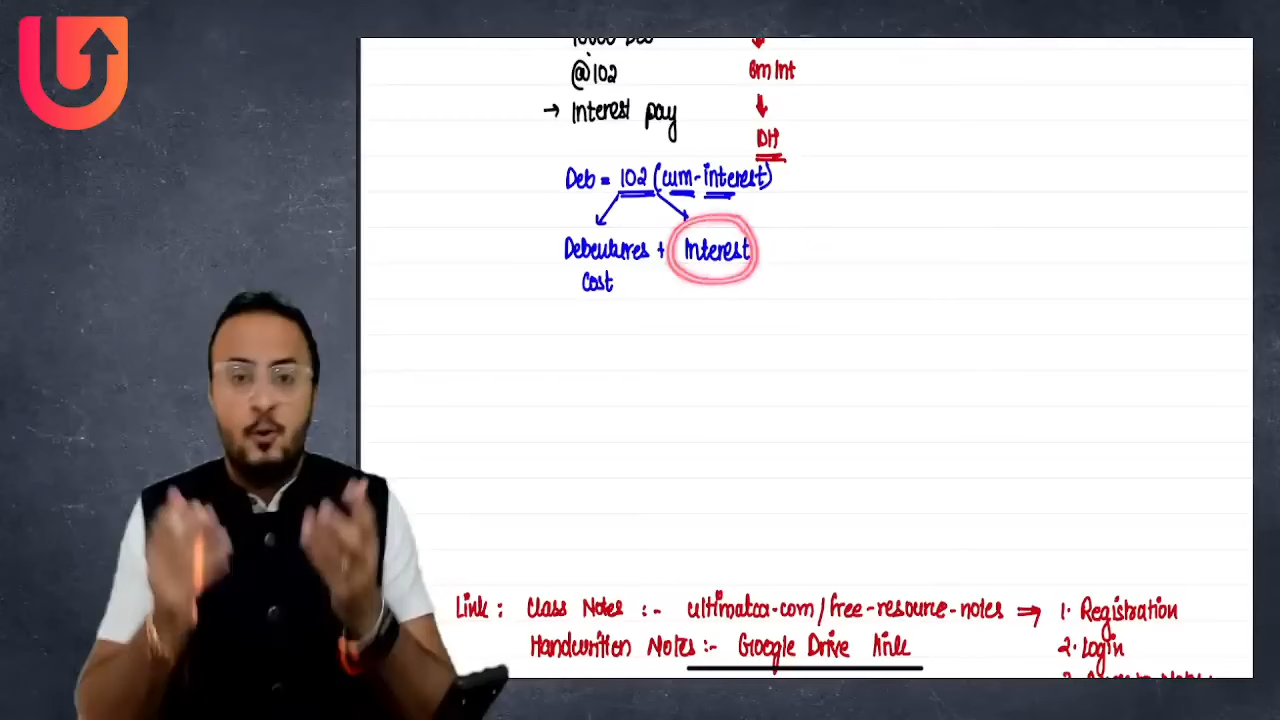 @102
6m Int
→ Interest pay
DH
Deb = 102 (cum-interest)
Debentures + Interest
Cost
Link : Class Notes :- ultimatca.com/free-resource-notes ⇒ 1. Registration
Handwritten Notes :- Google Drive link 2. Login